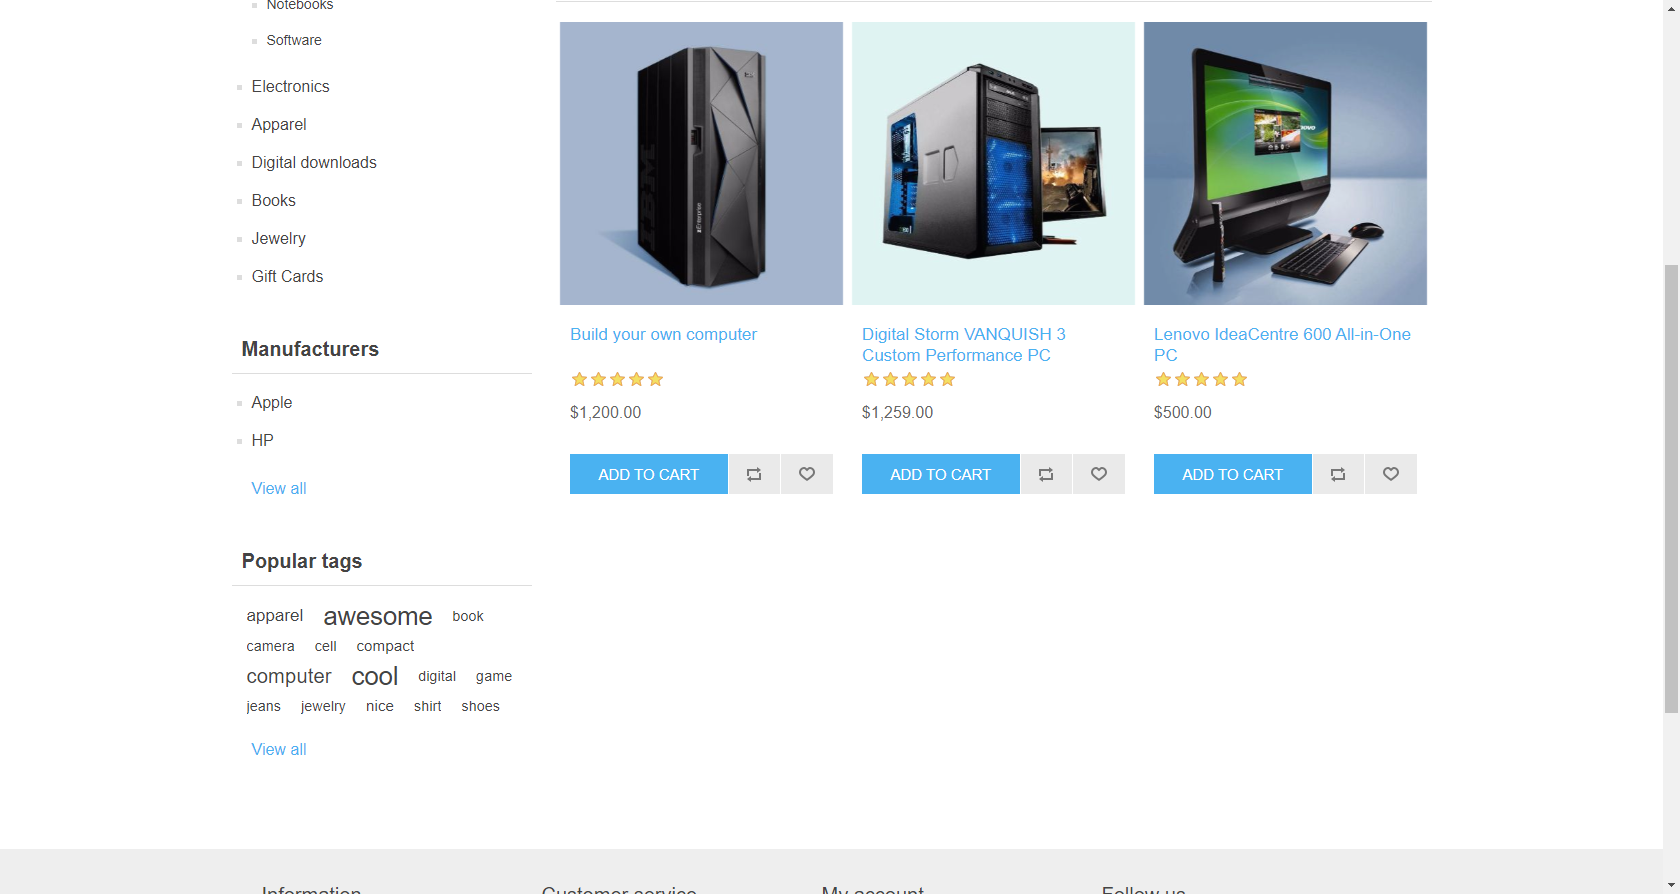 Notebooks
Software
Electronics
Apparel
Digital downloads
Books
Jewelry
Gift Cards
Manufacturers
Apple
HP
View all
Popular tags
apparel awesome book
camera cell compact
computer cool digital game
jeans jewelry nice shirt shoes
View all
IBM
Build your own computer
$1,200.00
ADD TO CART
Digital Storm VANQUISH 3
Custom Performance PC
$1,259.00
ADD TO CART
Lenovo IdeaCentre 600 All-in-One
PC
$500.00
ADD TO CART
Information Customer service My account Follow us